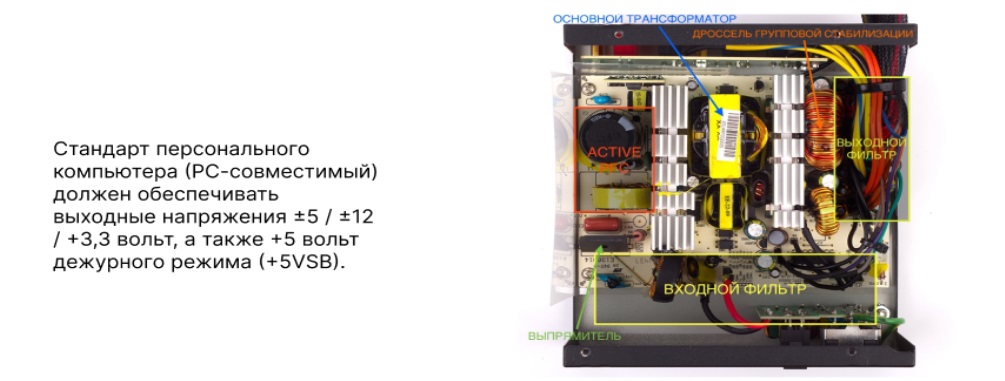 ОСНОВНОЙ ТРАНСФОРМАТОР
ДРОССЕЛЬ ГРУППОВОЙ СТАБИЛИЗАЦИИ
Стандарт персонального
компьютера (PC-совместимый)
должен обеспечивать
выходные напряжения ±5 / ±12
/ +3,3 вольт, а также +5 вольт
дежурного режима (+5VSB).
ACTIVE
ВЫХОДНОЙ
ФИЛЬТР
ВХОДНОЙ ФИЛЬТР
ВЫПРЯМИТЕЛЬ